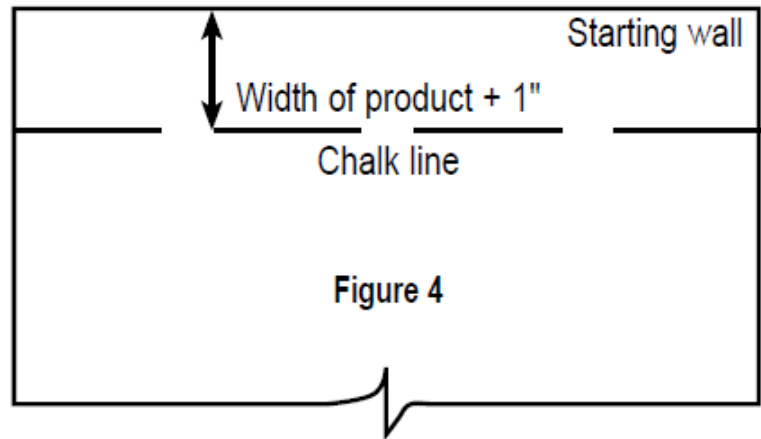 Starting wall
Width of product + 1"
Chalk line
Figure 4